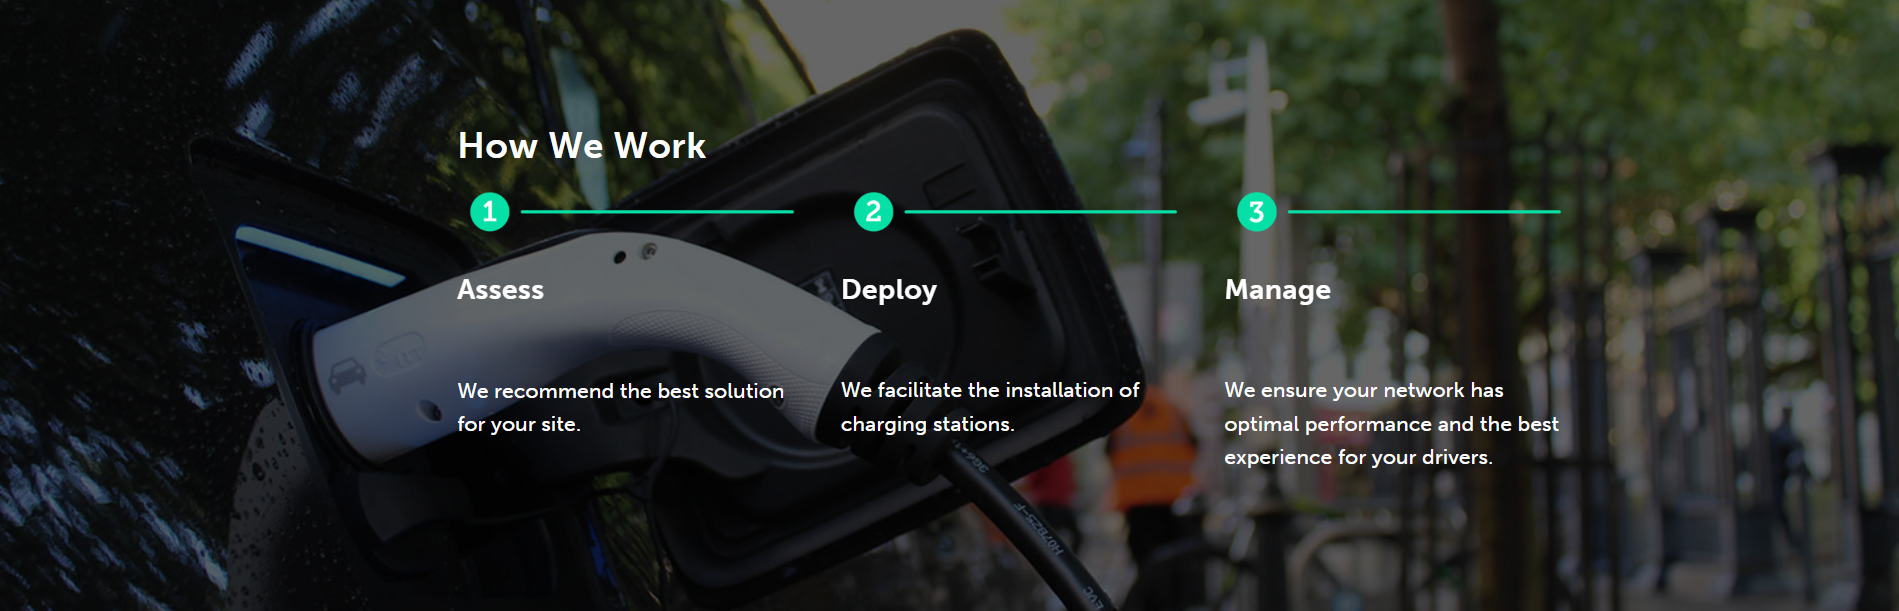 How We Work
1
2
3
Assess
We recommend the best solution
for your site.
Deploy
We facilitate the installation of
charging stations.
Manage
We ensure your network has
optimal performance and the best
experience for your drivers.
H07BZ5-F